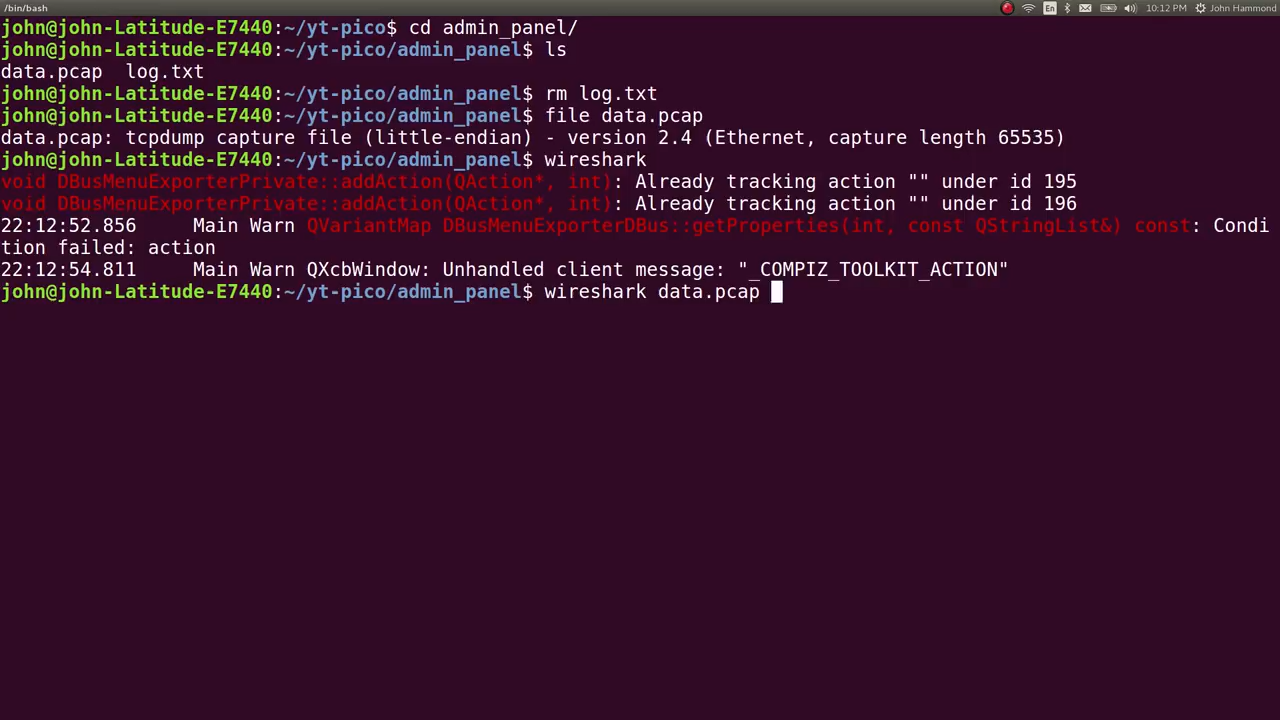 /bin/bash
En
10:12 PM
John Hammond
john@john-Latitude-E7440:~/yt-pico$ cd admin_panel/
john@john-Latitude-E7440:~/yt-pico/admin_panel$ ls
data.pcap  log.txt
john@john-Latitude-E7440:~/yt-pico/admin_panel$ rm log.txt
john@john-Latitude-E7440:~/yt-pico/admin_panel$ file data.pcap
data.pcap: tcpdump capture file (little-endian) - version 2.4 (Ethernet, capture length 65535)
john@john-Latitude-E7440:~/yt-pico/admin_panel$ wireshark
void DBusMenuExporterPrivate::addAction(QAction*, int): Already tracking action "" under id 195
void DBusMenuExporterPrivate::addAction(QAction*, int): Already tracking action "" under id 196
22:12:52.856     Main Warn QVariantMap DBusMenuExporterDBus::getProperties(int, const QStringList&) const: Condi
tion failed: action
22:12:54.811     Main Warn QXcbWindow: Unhandled client message: "_COMPIZ_TOOLKIT_ACTION"
john@john-Latitude-E7440:~/yt-pico/admin_panel$ wireshark data.pcap